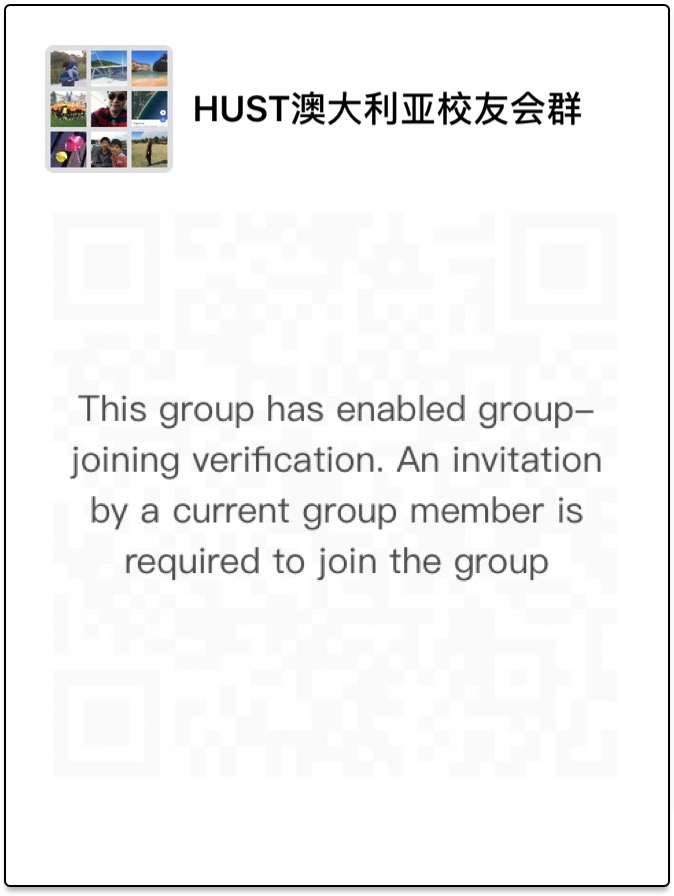 HUST澳大利亚校友会群
This group has enabled group-
joining verification. An invitation
by a current group member is
required to join the group